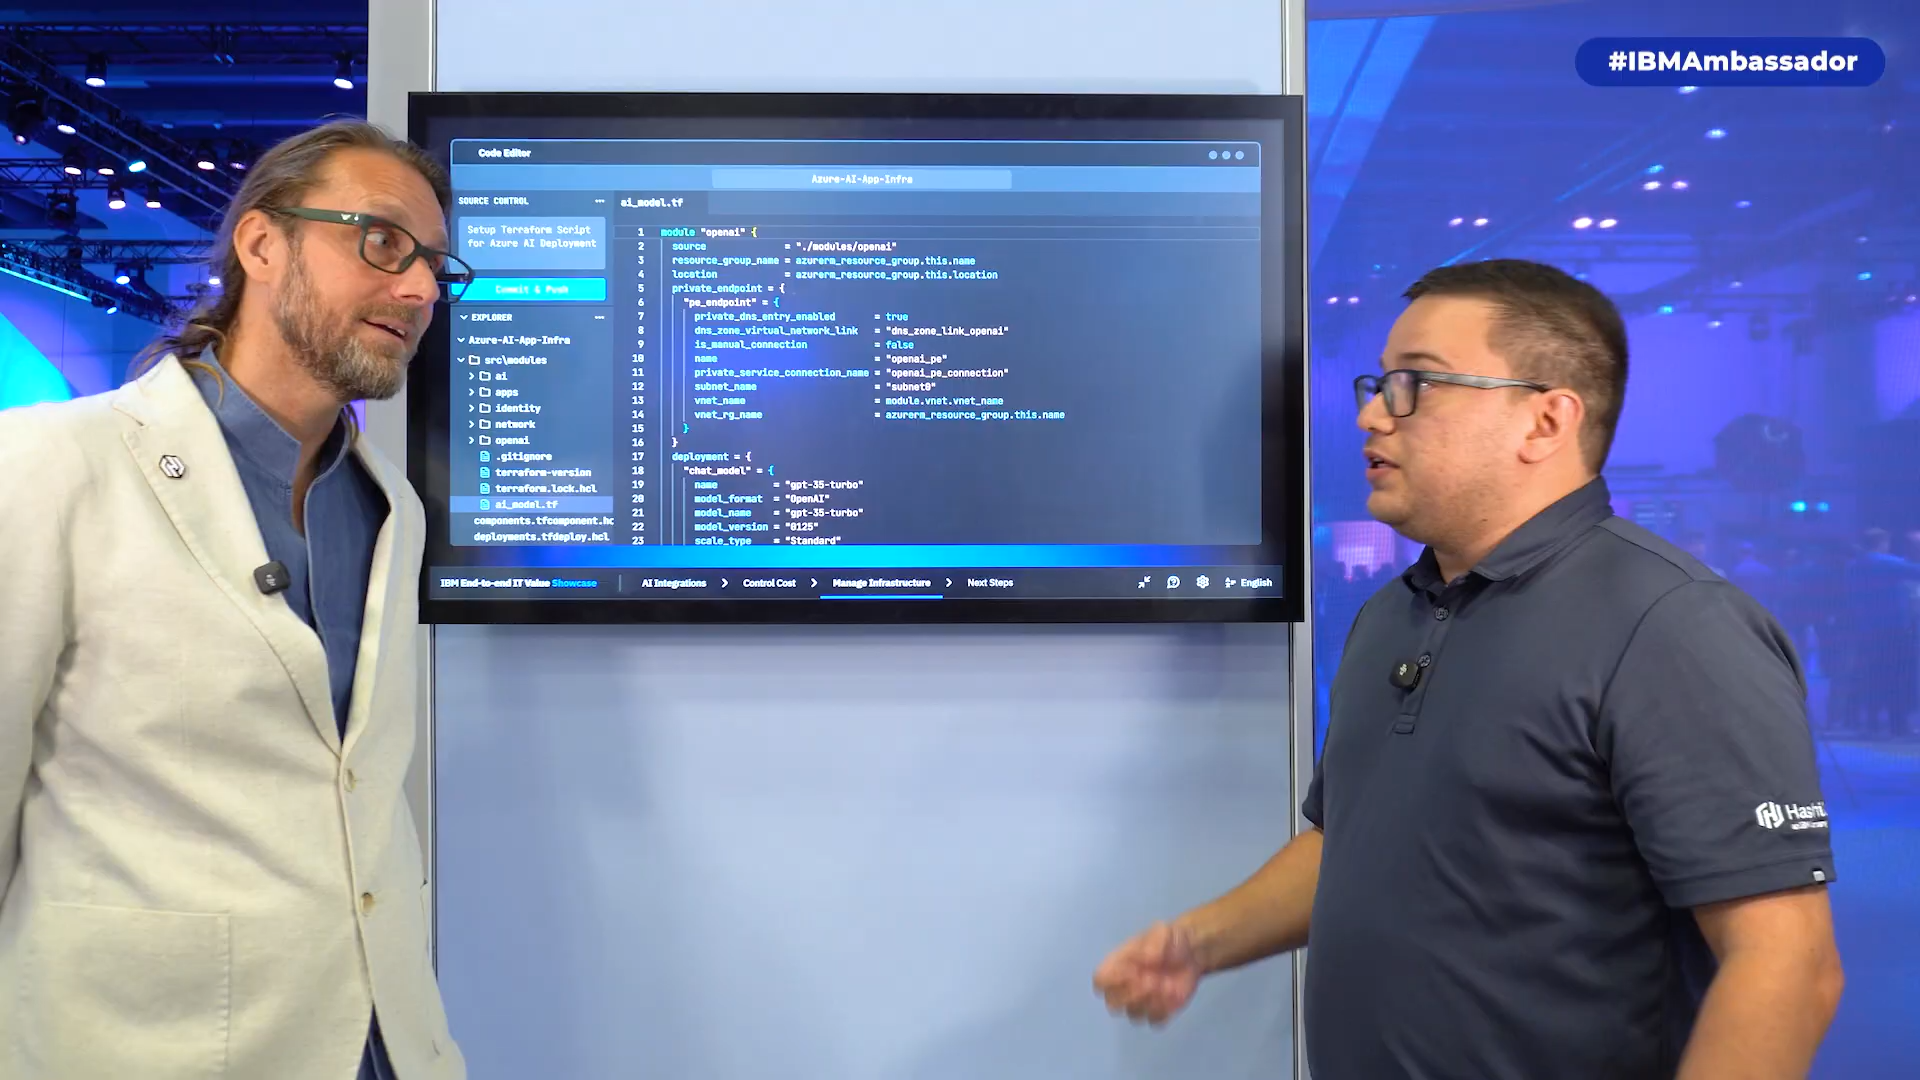 #IBMAmbassador
Code Editor
Azure-AI-App-Infra
SOURCE CONTROL
Setup Terraform Script
for Azure AI Deployment
Commit & Push
EXPLORER
Azure-AI-App-Infra
src\modules
ai
apps
identity
network
openai
.gitignore
terraform-version
terraform.lock.hcl
ai_model.tf
components.tfcomponent.hc
deployments.tfdeploy.hcl
ai_model.tf
1 module "openai" {
2 source = "./modules/openai"
3 resource_group_name = azurerm_resource_group.this.name
4 location = azurerm_resource_group.this.location
5 private_endpoint = {
6 "pe_endpoint" = {
7 private_dns_entry_enabled = true
8 dns_zone_virtual_network_link = "dns_zone_link_openai"
9 is_manual_connection = false
10 name = "openai_pe"
11 private_service_connection_name = "openai_pe_connection"
12 subnet_name = "subnet0"
13 vnet_name = module.vnet.vnet_name
14 vnet_rg_name = azurerm_resource_group.this.name
15 }
16 }
17 deployment = {
18 "chat_model" = {
19 name = "gpt-35-turbo"
20 model_format = "OpenAI"
21 model_name = "gpt-35-turbo"
22 model_version = "0125"
23 scale_type = "Standard"
IBM End-to-end IT Value Showcase AI Integrations > Control Cost > Manage Infrastructure > Next Steps English